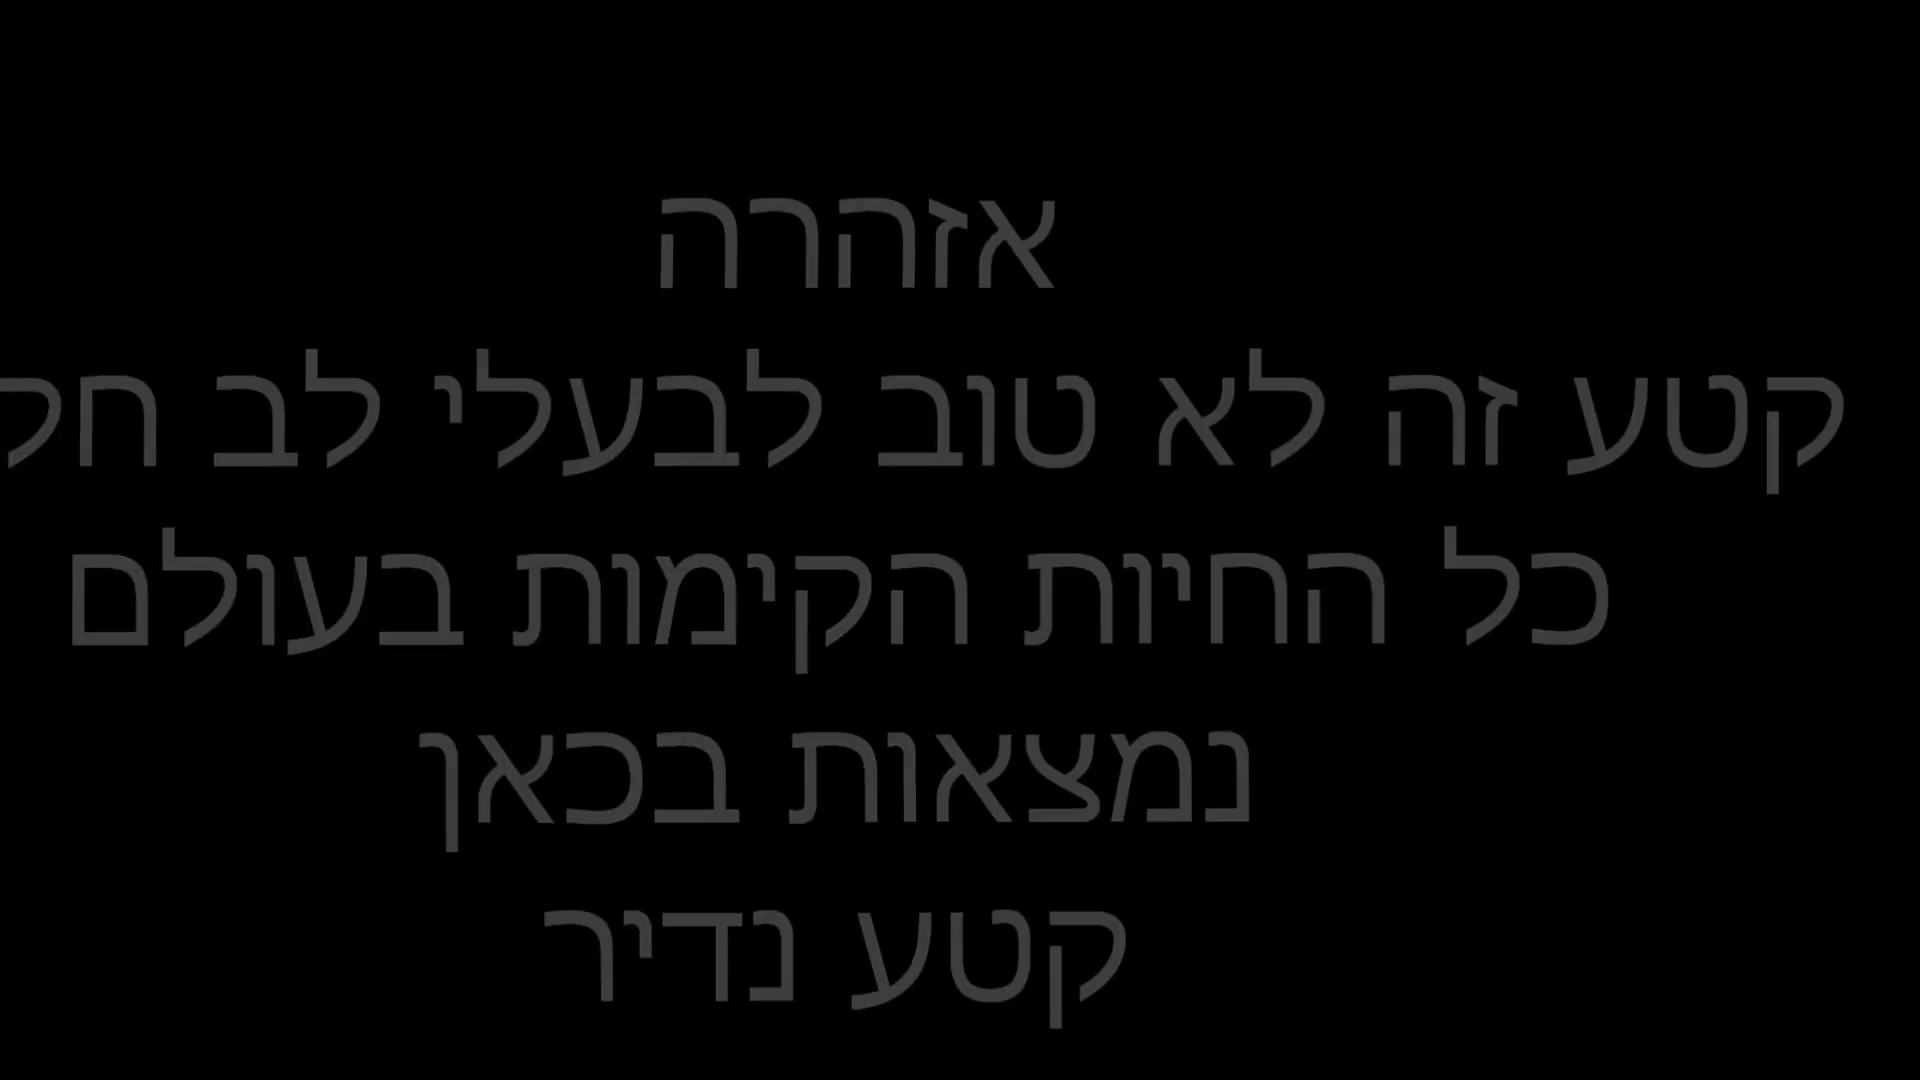 אזהרה
קטע זה לא טוב לבעלי לב
כל החיות הקימות בעולם
נמצאות בכאן
קטע נדיר